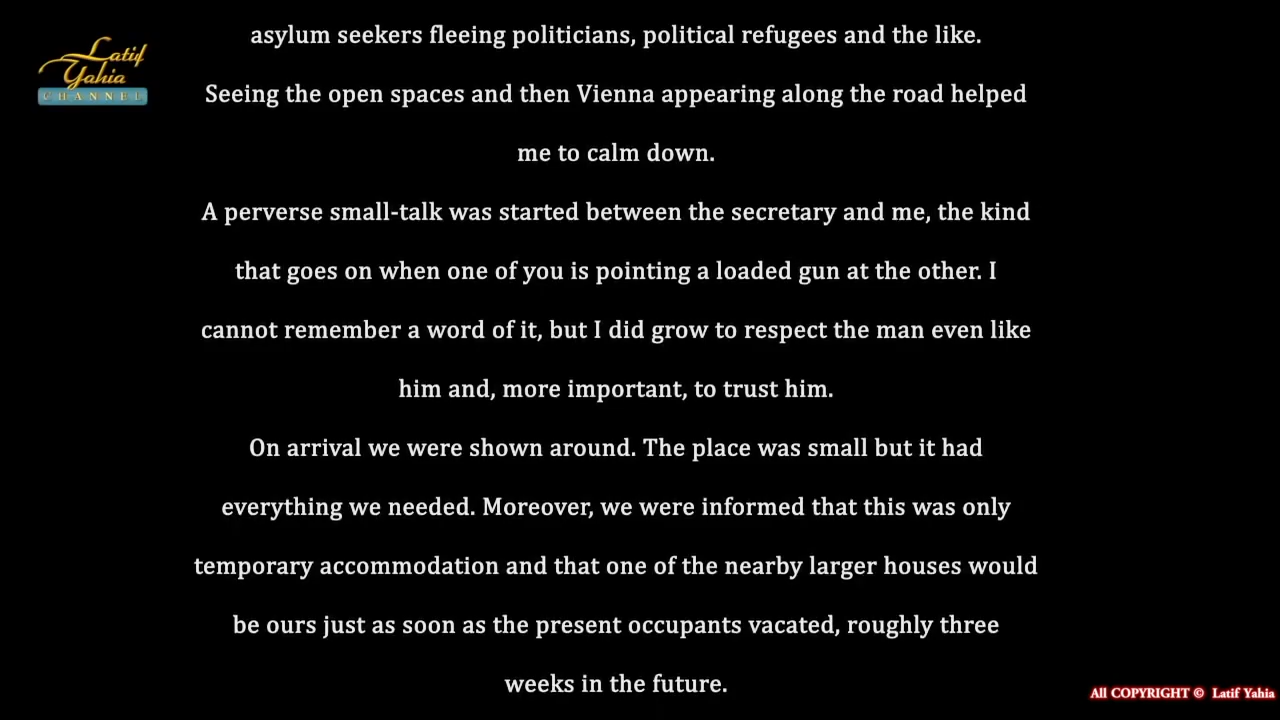 Latif
Yahia
CHANNEL
asylum seekers fleeing politicians, political refugees and the like.
Seeing the open spaces and then Vienna appearing along the road helped
me to calm down.
A perverse small-talk was started between the secretary and me, the kind
that goes on when one of you is pointing a loaded gun at the other. I
cannot remember a word of it, but I did grow to respect the man even like
him and, more important, to trust him.
On arrival we were shown around. The place was small but it had
everything we needed. Moreover, we were informed that this was only
temporary accommodation and that one of the nearby larger houses would
be ours just as soon as the present occupants vacated, roughly three
weeks in the future.
All COPYRIGHT © Latif Yahia